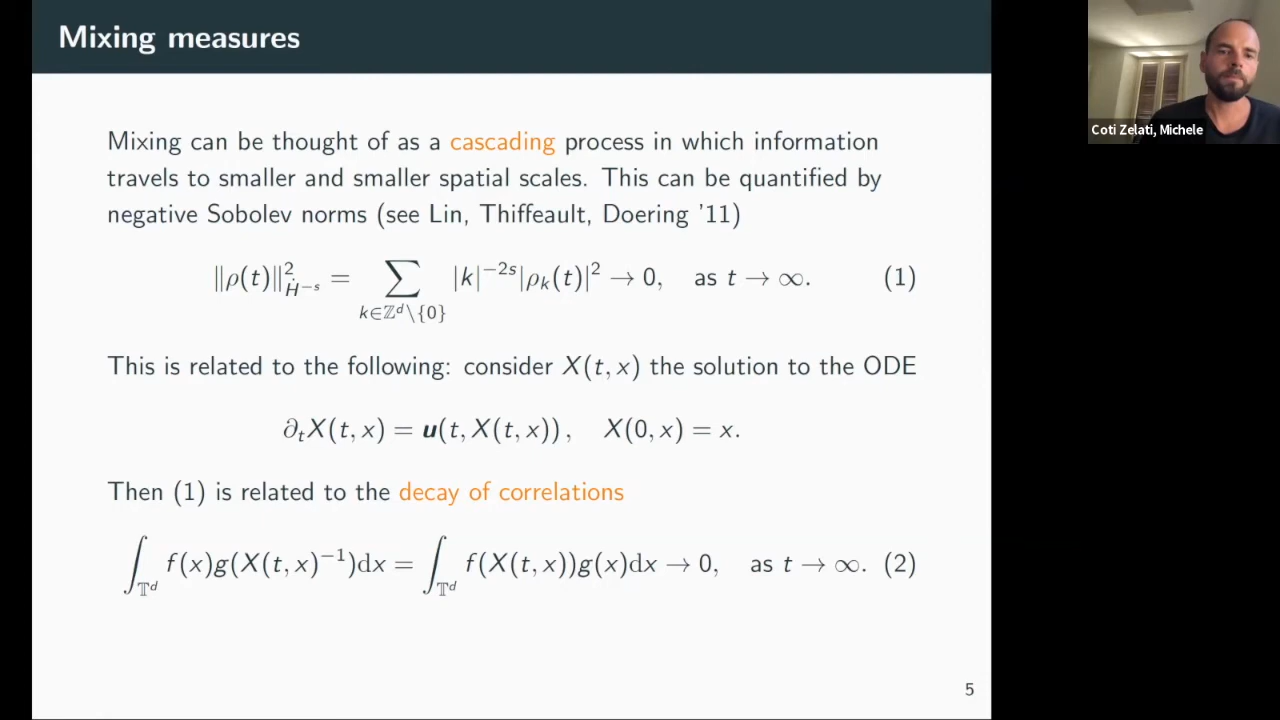 Mixing measures
Mixing can be thought of as a cascading process in which information
travels to smaller and smaller spatial scales. This can be quantified by
negative Sobolev norms (see Lin, Thiffeault, Doering '11)
‖ρ(t)‖²_{Ḣ^{−s}} = ∑_{k∈ℤ^d\{0}} |k|^{−2s}|ρ_k(t)|² → 0, as t → ∞. (1)
This is related to the following: consider X(t, x) the solution to the ODE
∂_tX(t, x) = u(t, X(t, x)), X(0, x) = x.
Then (1) is related to the decay of correlations
∫_{𝕋^d} f(x)g(X(t, x)^{−1})dx = ∫_{𝕋^d} f(X(t, x))g(x)dx → 0, as t → ∞. (2)
5
Coti Zelati, Michele